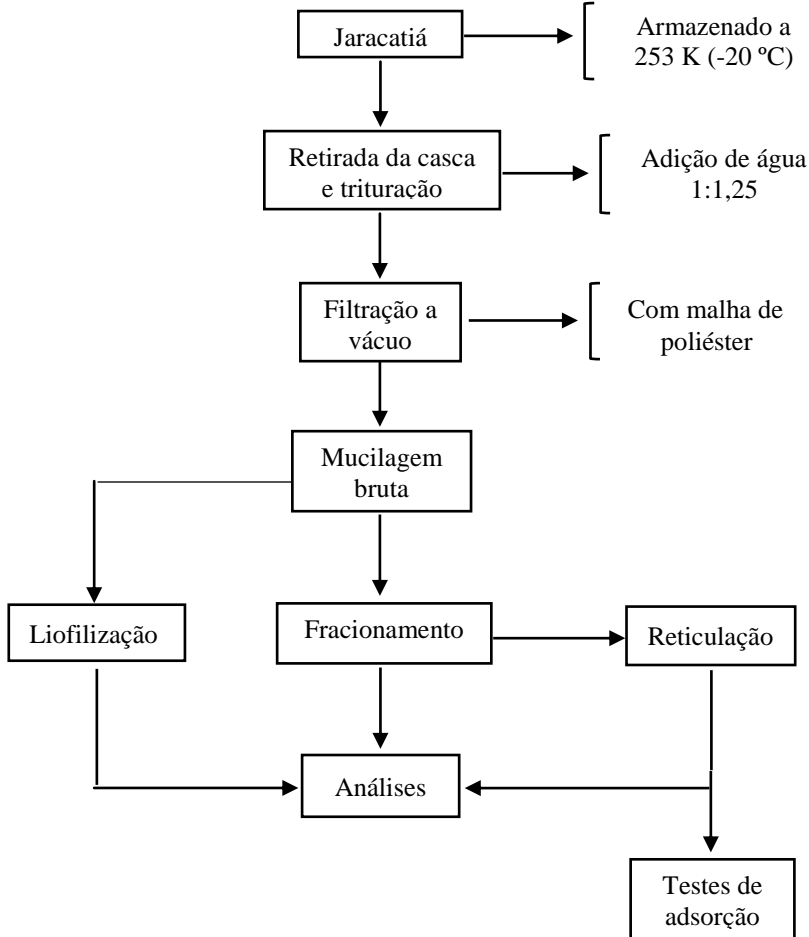 Jaracatiá
Armazenado a
253 K (-20 ºC)
Retirada da casca
e trituração
Adição de água
1:1,25
Filtração a
vácuo
Com malha de
poliéster
Mucilagem
bruta
Liofilização
Fracionamento
Reticulação
Análises
Testes de
adsorção